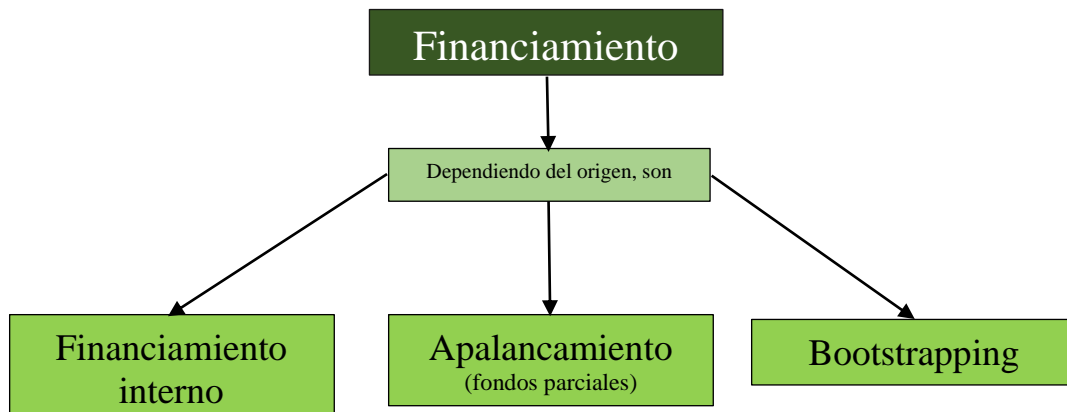 Financiamiento
Dependiendo del origen, son
Financiamiento
interno
Apalancamiento
(fondos parciales)
Bootstrapping